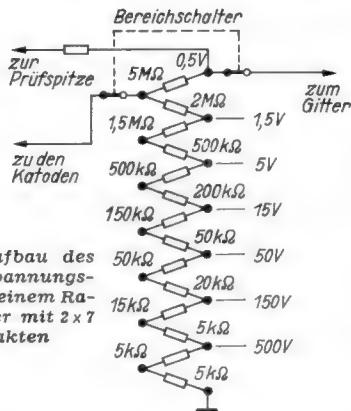 Bereichschalter
zur
Prüfspitze
0,5V
5MΩ
zum
Gitter
2MΩ
1,5V
1,5MΩ
zu den
Katoden
500kΩ
5V
500kΩ
200kΩ
15V
150kΩ
50kΩ
50V
50kΩ
20kΩ
150V
15kΩ
5kΩ
500V
5kΩ
5kΩ
fbau des
pannungs-
einem Ra-
er mit 2x7
akten